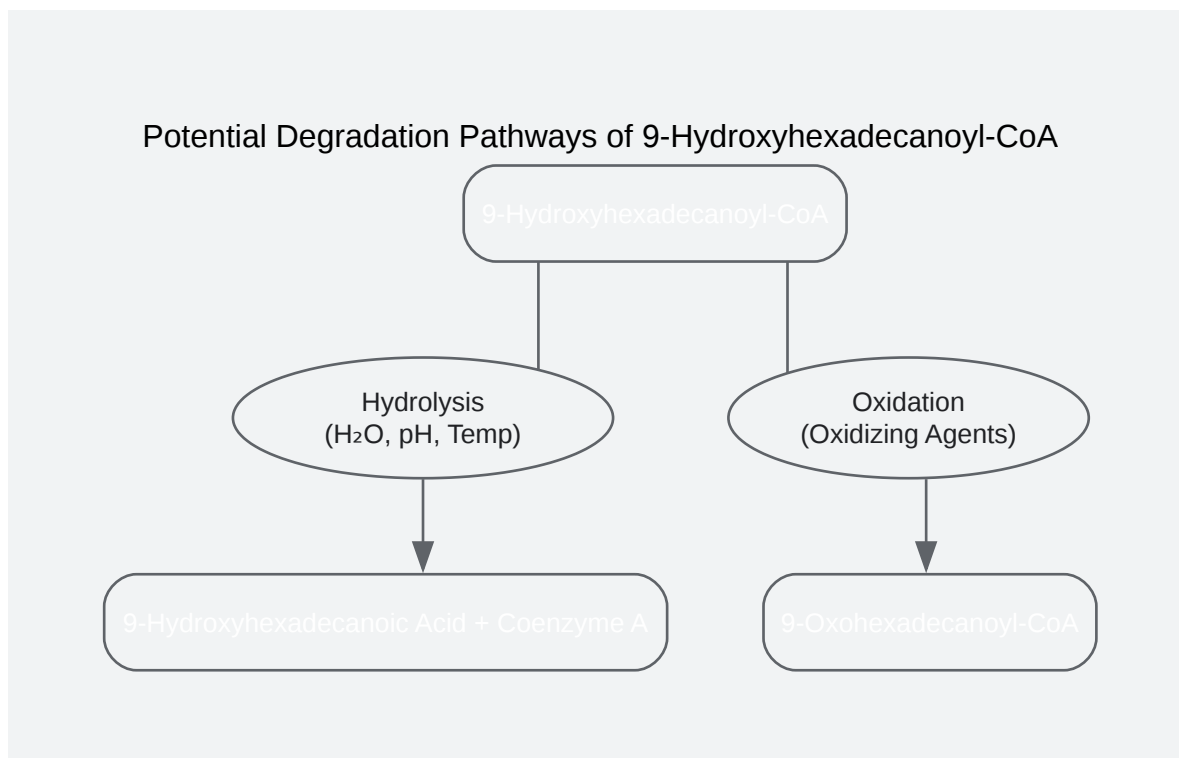 Potential Degradation Pathways of 9-Hydroxyhexadecanoyl-CoA
9-Hydroxyhexadecanoyl-CoA
Hydrolysis
(H₂O, pH, Temp)
Oxidation
(Oxidizing Agents)
9-Hydroxyhexadecanoic Acid + Coenzyme A
9-Oxohexadecanoyl-CoA